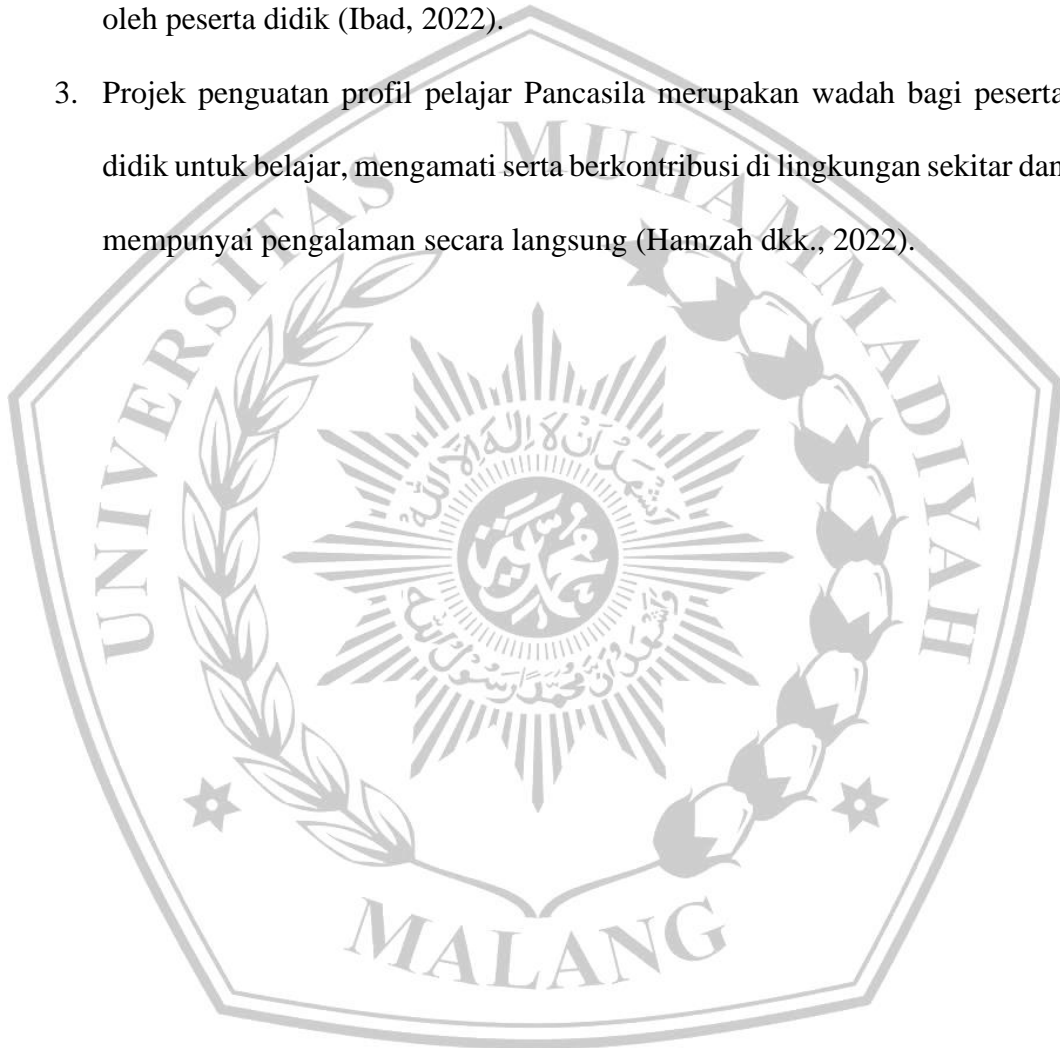 oleh peserta didik (Ibad, 2022).
3. Projek penguatan profil pelajar Pancasila merupakan wadah bagi peserta
didik untuk belajar, mengamati serta berkontribusi di lingkungan sekitar dan
mempunyai pengalaman secara langsung (Hamzah dkk., 2022).
UNIVERSITAS MUHAMMADIYAH
MALANG